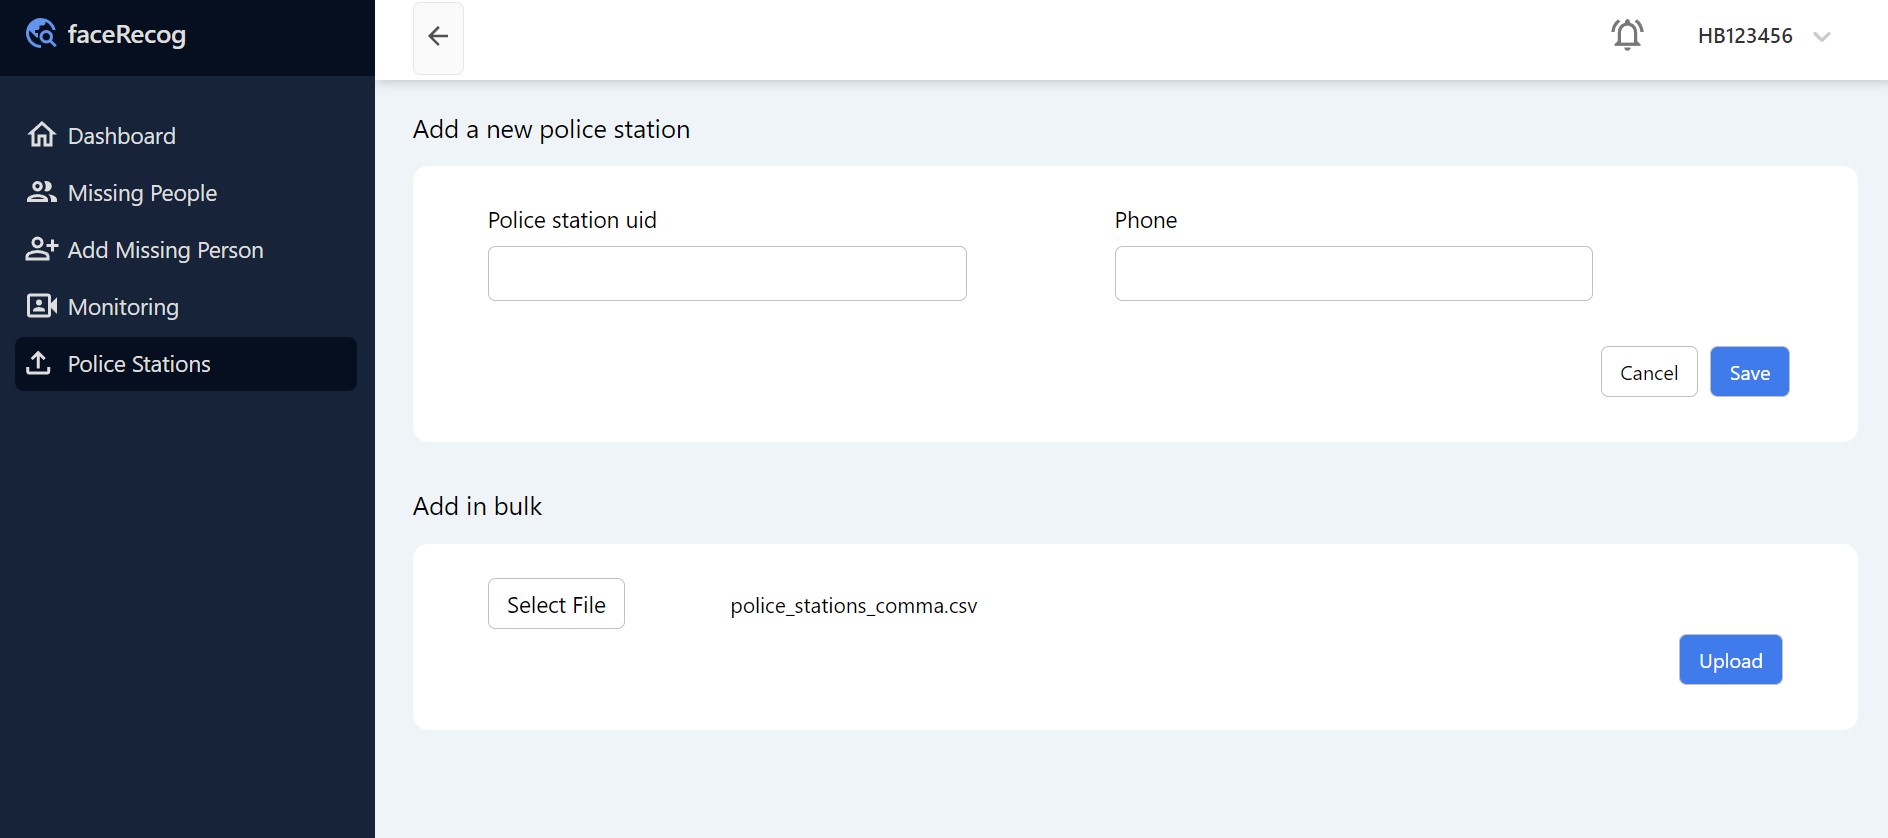 faceRecog
HB123456
Dashboard
Missing People
Add Missing Person
Monitoring
Police Stations
Add a new police station
Police station uid
Phone
Cancel
Save
Add in bulk
Select File
police_stations_comma.csv
Upload